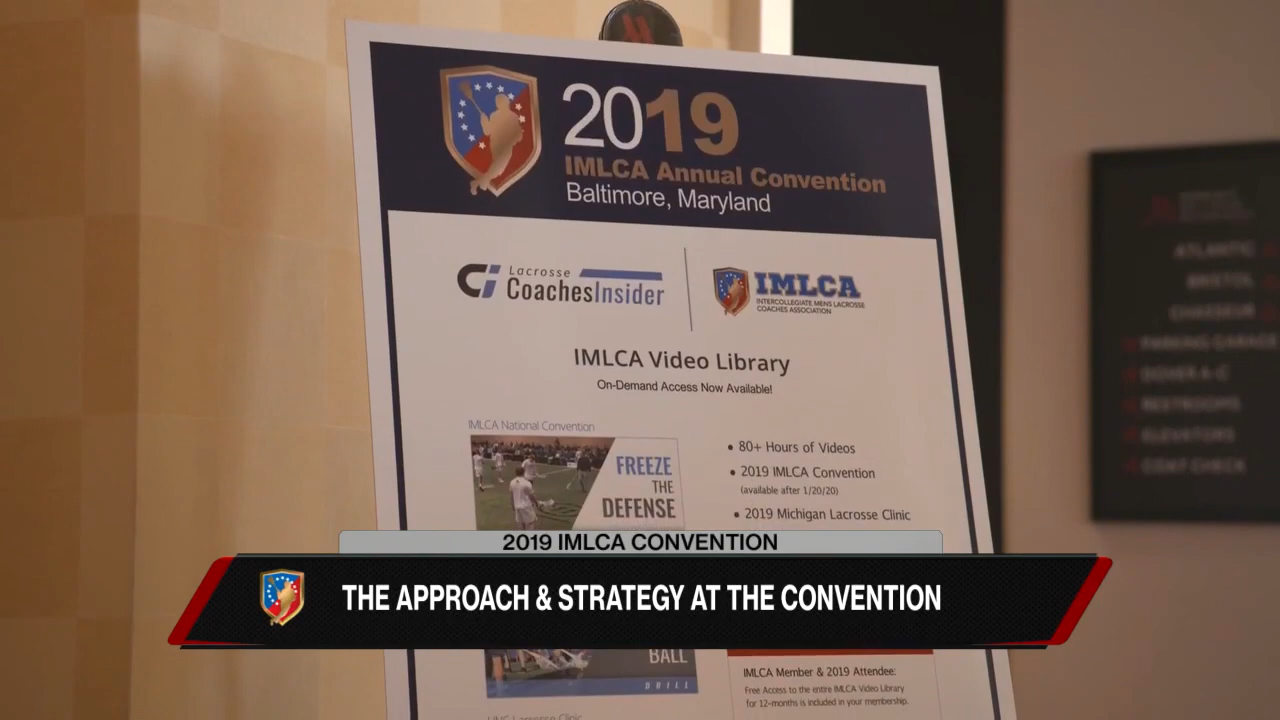 2019
IMLCA Annual Convention
Baltimore, Maryland
Lacrosse
CoachesInsider
IMLCA
INTERCOLLEGIATE MENS LACROSSE
COACHES ASSOCIATION
IMLCA Video Library
On-Demand Access Now Available!
IMLCA National Convention
FREEZE
THE
DEFENSE
• 80+ Hours of Videos
• 2019 IMLCA Convention
(available after 1/20/20)
• 2019 Michigan Lacrosse Clinic
2019 IMLCA CONVENTION
THE APPROACH & STRATEGY AT THE CONVENTION
BALL
DRILL
IMLCA Member & 2019 Attendee:
Free Access to the entire IMLCA Video Library
for 12-months is included in your membership.
ATLANTIC
BRISTOL
CHASSEUR
PARKING GARAGE
DOVER A-C
RESTROOMS
ELEVATORS
COAT CHECK